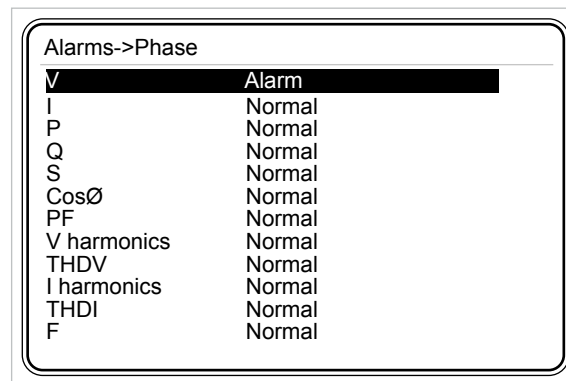 Alarms->Phase
V Alarm
I Normal
P Normal
Q Normal
S Normal
CosØ Normal
PF Normal
V harmonics Normal
THDV Normal
I harmonics Normal
THDI Normal
F Normal